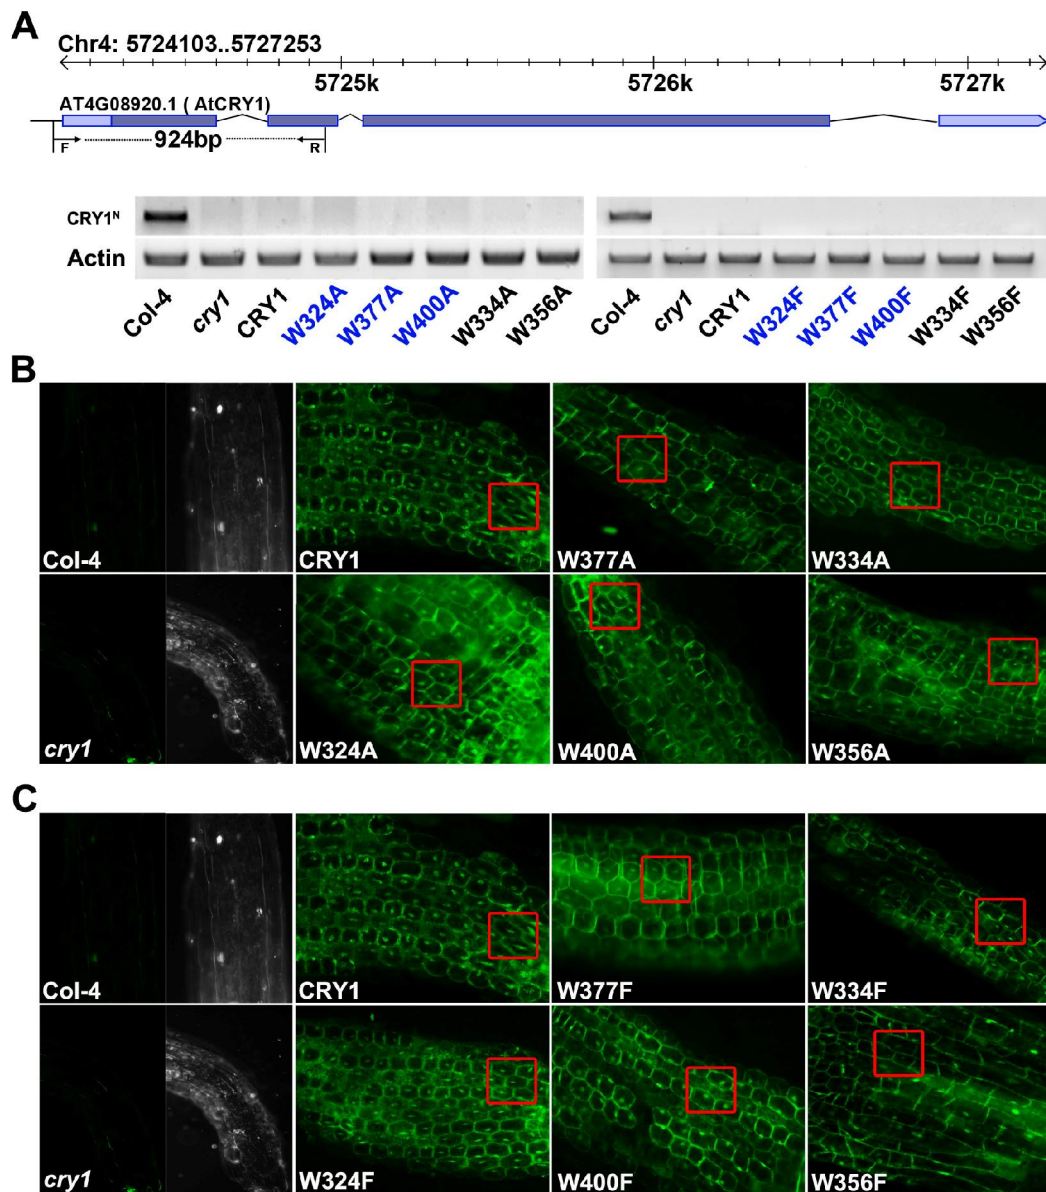 A
Chr4: 5724103..5727253
5725k 5726k 5727k
AT4G08920.1 ( AtCRY1)
F 924bp R
CRY1ᴺ
Actin
Col-4 cry1 CRY1 W324A W377A W400A W334A W356A Col-4 cry1 CRY1 W324F W377F W400F W334F W356F
B
Col-4 CRY1 W377A W334A
cry1 W324A W400A W356A
C
Col-4 CRY1 W377F W334F
cry1 W324F W400F W356F